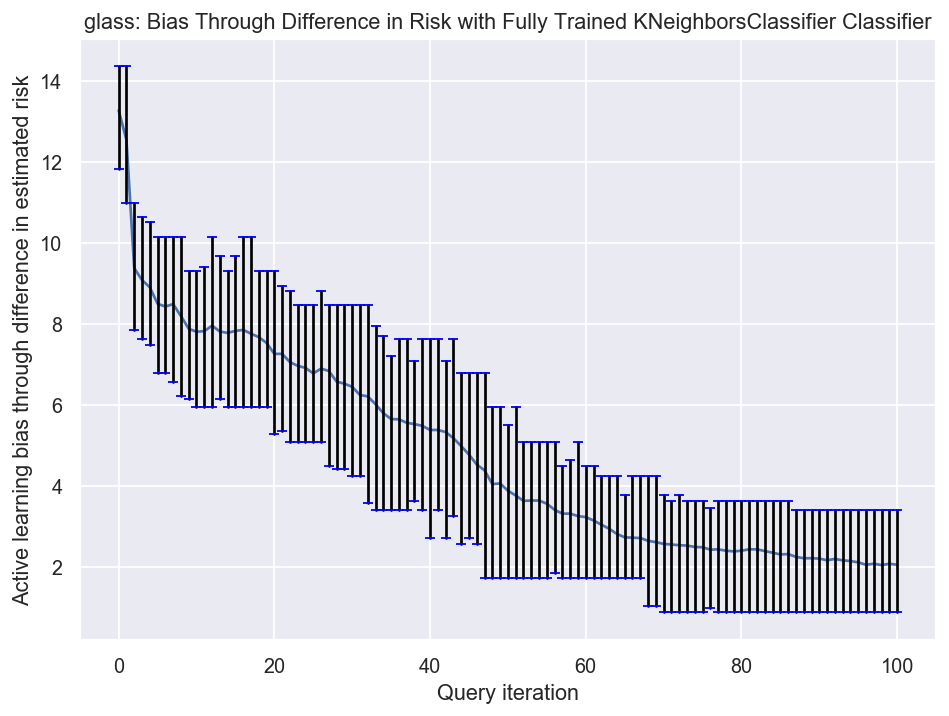 glass: Bias Through Difference in Risk with Fully Trained KNeighborsClassifier Classifier
Active learning bias through difference in estimated risk
14
12
10
8
6
4
2
0 20 40 60 80 100
Query iteration